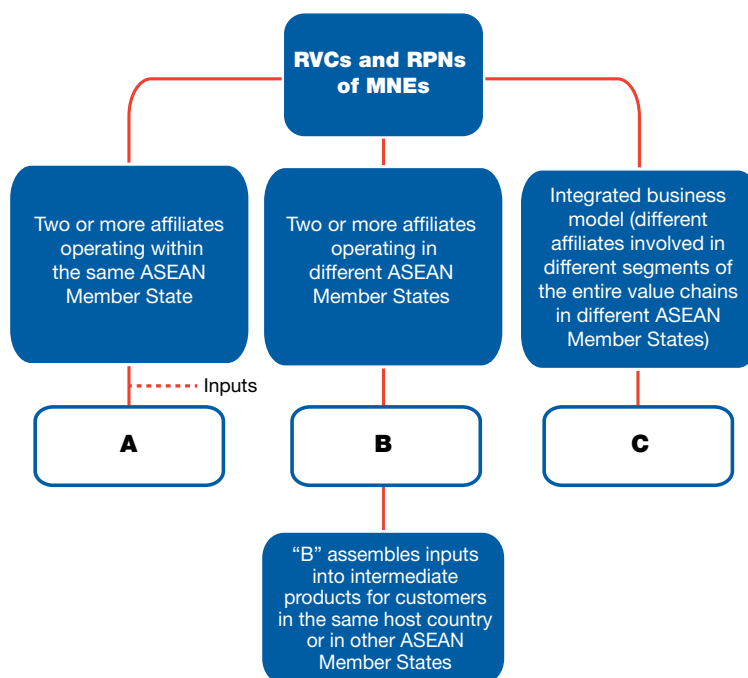 RVCs and RPNs
of MNEs
Two or more affiliates
operating within
the same ASEAN
Member State
Two or more affiliates
operating in
different ASEAN
Member States
Integrated business
model (different
affiliates involved in
different segments of
the entire value chains
in different ASEAN
Member States)
Inputs
A
B
C
“B” assembles inputs
into intermediate
products for customers
in the same host country
or in other ASEAN
Member States